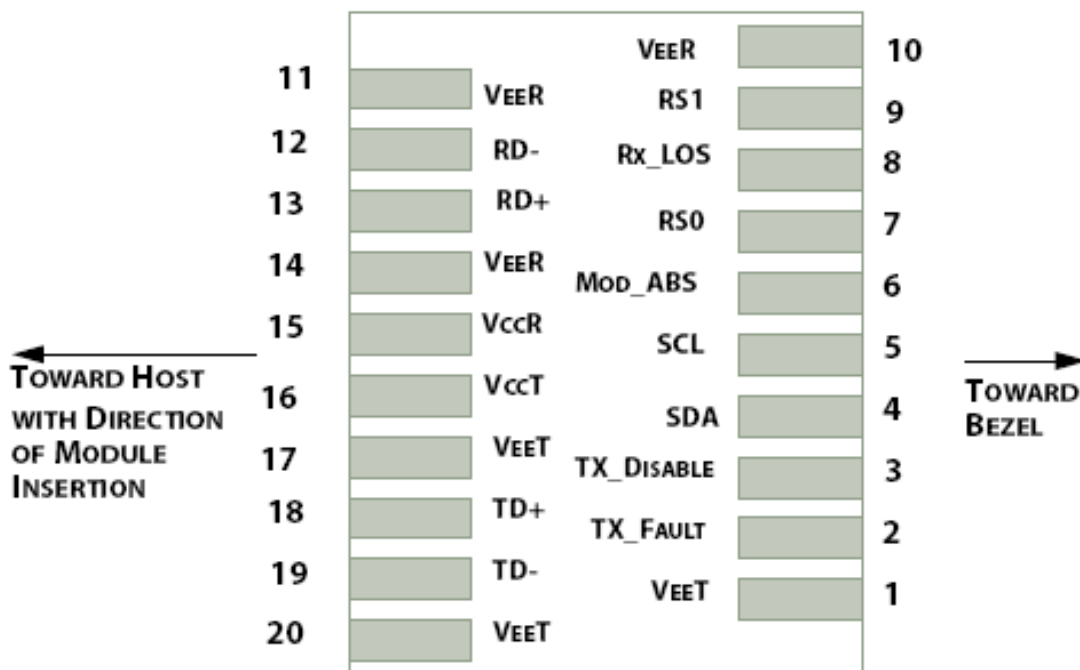 11 VEER
12 RD-
13 RD+
14 VEER
15 VCCR
16 VCCT
17 VEET
18 TD+
19 TD-
20 VEET
VEER 10
RS1 9
RX_LOS 8
RS0 7
MOD_ABS 6
SCL 5
SDA 4
TX_DISABLE 3
TX_FAULT 2
VEET 1
TOWARD HOST
WITH DIRECTION
OF MODULE
INSERTION
TOWARD
BEZEL